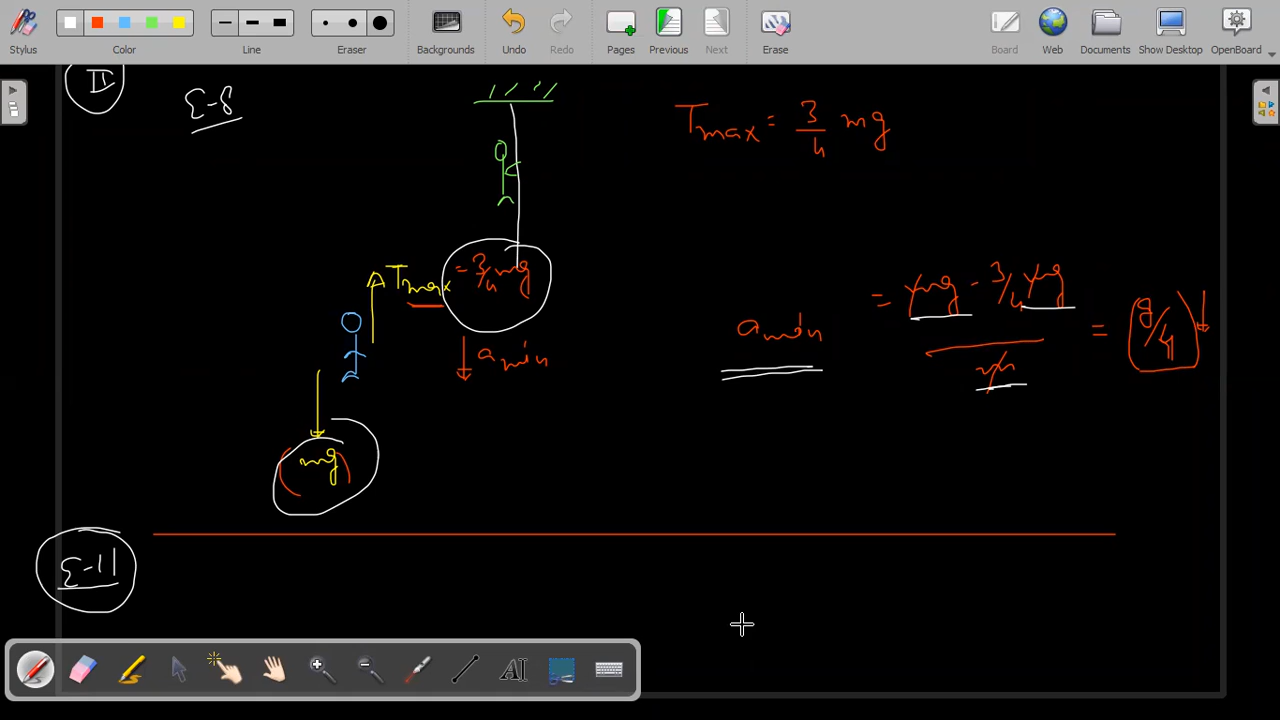 Stylus Color Line Eraser Backgrounds Undo Redo Pages Previous Next Erase Board Web Documents Show Desktop OpenBoard
II
Ɛ-8
Tmax = 3/4 mg
Tmax = 3/4 mg
amin
mg
amin = mg - 3/4 mg / m = g/4 ↓
Ɛ-11